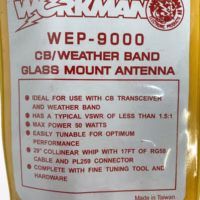 WORKMAN
WEP-9000
CB/WEATHER BAND
GLASS MOUNT ANTENNA
• IDEAL FOR USE WITH CB TRANSCEIVER
AND WEATHER BAND
• HAS A TYPICAL VSWR OF LESS THAN 1.5:1
• MAX POWER 50 WATTS
• EASILY TUNABLE FOR OPTIMUM
PERFORMANCE
• 29" COLINEAR WHIP WITH 17FT OF RG58
CABLE AND PL259 CONNECTOR
• COMPLETE WITH FINE TUNING TOOL AND
HARDWARE
Made in Taiwan